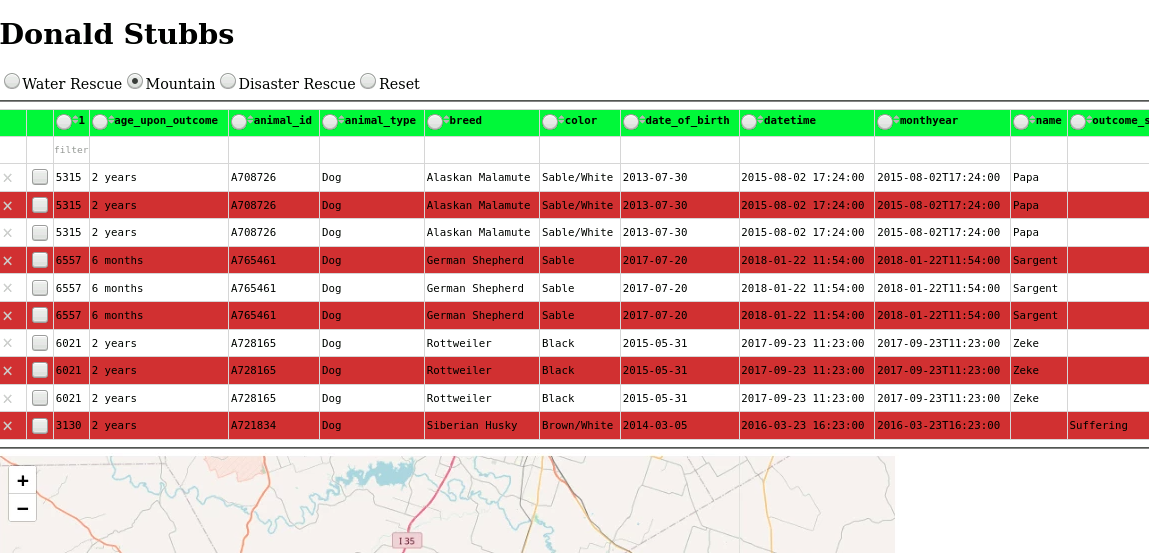 Donald Stubbs
Water Rescue Mountain Disaster Rescue Reset
1 age_upon_outcome animal_id animal_type breed color date_of_birth datetime monthyear name outcome_s
filter
× 5315 2 years A708726 Dog Alaskan Malamute Sable/White 2013-07-30 2015-08-02 17:24:00 2015-08-02T17:24:00 Papa
× 5315 2 years A708726 Dog Alaskan Malamute Sable/White 2013-07-30 2015-08-02 17:24:00 2015-08-02T17:24:00 Papa
× 5315 2 years A708726 Dog Alaskan Malamute Sable/White 2013-07-30 2015-08-02 17:24:00 2015-08-02T17:24:00 Papa
× 6557 6 months A765461 Dog German Shepherd Sable 2017-07-20 2018-01-22 11:54:00 2018-01-22T11:54:00 Sargent
× 6557 6 months A765461 Dog German Shepherd Sable 2017-07-20 2018-01-22 11:54:00 2018-01-22T11:54:00 Sargent
× 6557 6 months A765461 Dog German Shepherd Sable 2017-07-20 2018-01-22 11:54:00 2018-01-22T11:54:00 Sargent
× 6021 2 years A728165 Dog Rottweiler Black 2015-05-31 2017-09-23 11:23:00 2017-09-23T11:23:00 Zeke
× 6021 2 years A728165 Dog Rottweiler Black 2015-05-31 2017-09-23 11:23:00 2017-09-23T11:23:00 Zeke
× 6021 2 years A728165 Dog Rottweiler Black 2015-05-31 2017-09-23 11:23:00 2017-09-23T11:23:00 Zeke
× 3130 2 years A721834 Dog Siberian Husky Brown/White 2014-03-05 2016-03-23 16:23:00 2016-03-23T16:23:00 Suffering
+
−
I 35